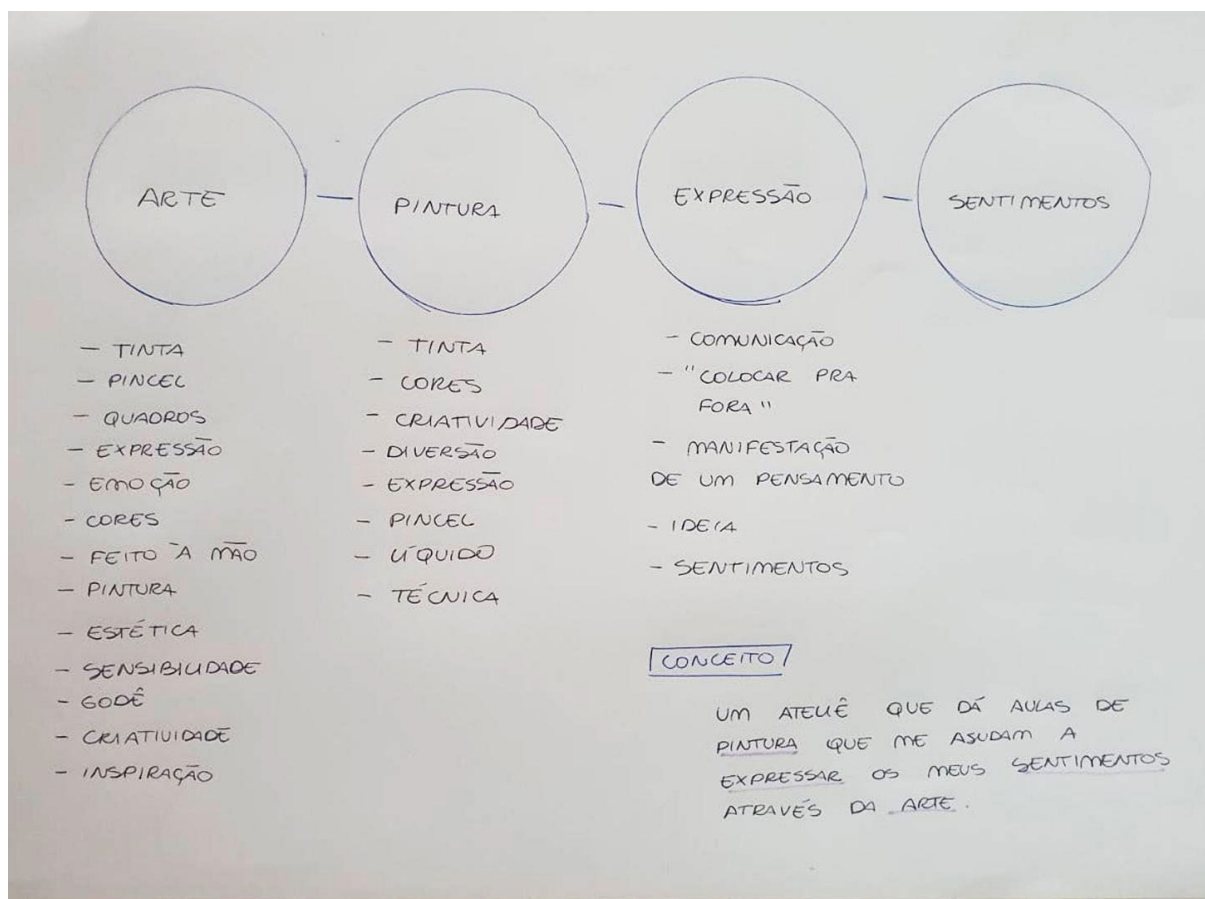 ARTE
PINTURA
EXPRESSÃO
SENTIMENTOS
- TINTA
- PINCEL
- QUADROS
- EXPRESSÃO
- EMOÇÃO
- CORES
- FEITO À MÃO
- PINTURA
- ESTÉTICA
- SENSIBILIDADE
- GODÊ
- CRIATIVIDADE
- INSPIRAÇÃO
- TINTA
- CORES
- CRIATIVIDADE
- DIVERSÃO
- EXPRESSÃO
- PINCEL
- LÍQUIDO
- TÉCNICA
- COMUNICAÇÃO
- "COLOCAR PRA
FORA"
- MANIFESTAÇÃO
DE UM PENSAMENTO
- IDEIA
- SENTIMENTOS
CONCEITO
UM ATELIÊ QUE DÁ AULAS DE
PINTURA QUE ME AJUDAM A
EXPRESSAR OS MEUS SENTIMENTOS
ATRAVÉS DA ARTE.